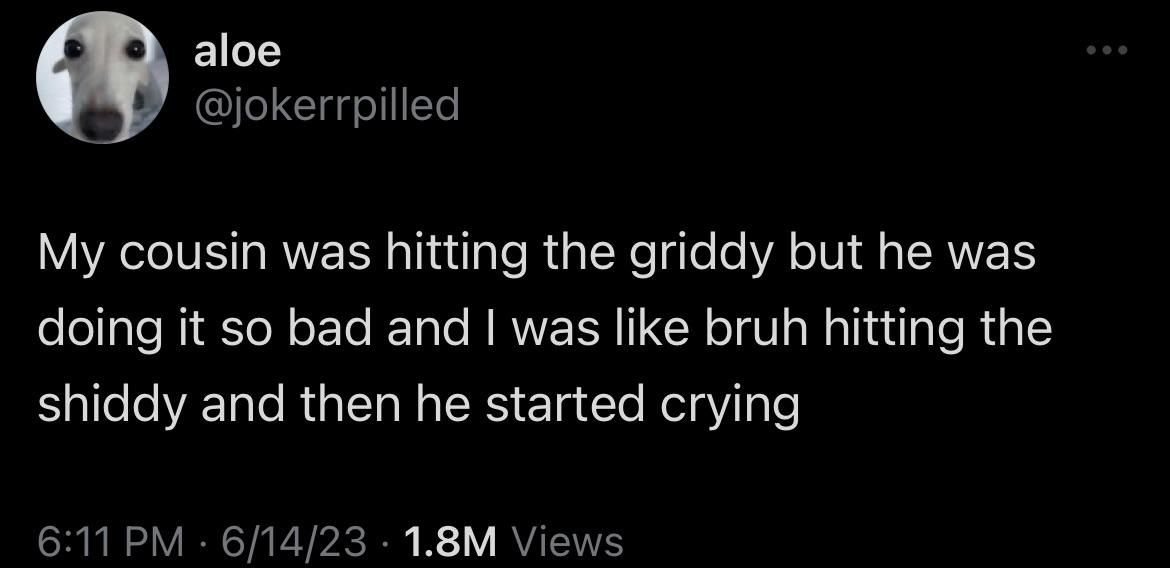 aloe
@jokerrpilled
My cousin was hitting the griddy but he was
doing it so bad and I was like bruh hitting the
shiddy and then he started crying
6:11 PM · 6/14/23 · 1.8M Views